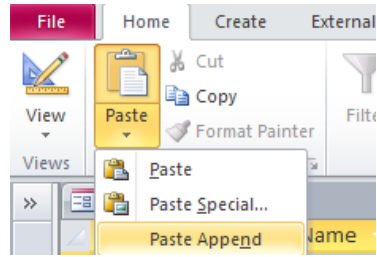 File Home Create External
Cut
Copy
Format Painter
View Paste Filte
Views
Paste
Paste Special...
Paste Append
Name